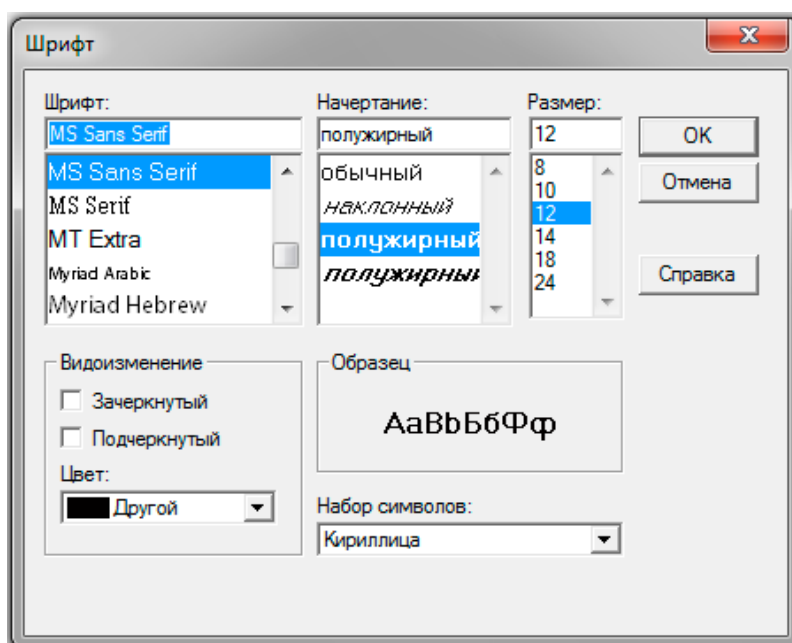 Шрифт
Шрифт:
MS Sans Serif
MS Sans Serif
MS Serif
MT Extra
Myriad Arabic
Myriad Hebrew
Начертание:
полужирный
обычный
наклонный
полужирный
полужирны
Размер:
12
8
10
12
14
18
24
OK
Отмена
Справка
Видоизменение
Зачеркнутый
Подчеркнутый
Цвет:
Другой
Образец
АаВbБбФф
Набор символов:
Кириллица